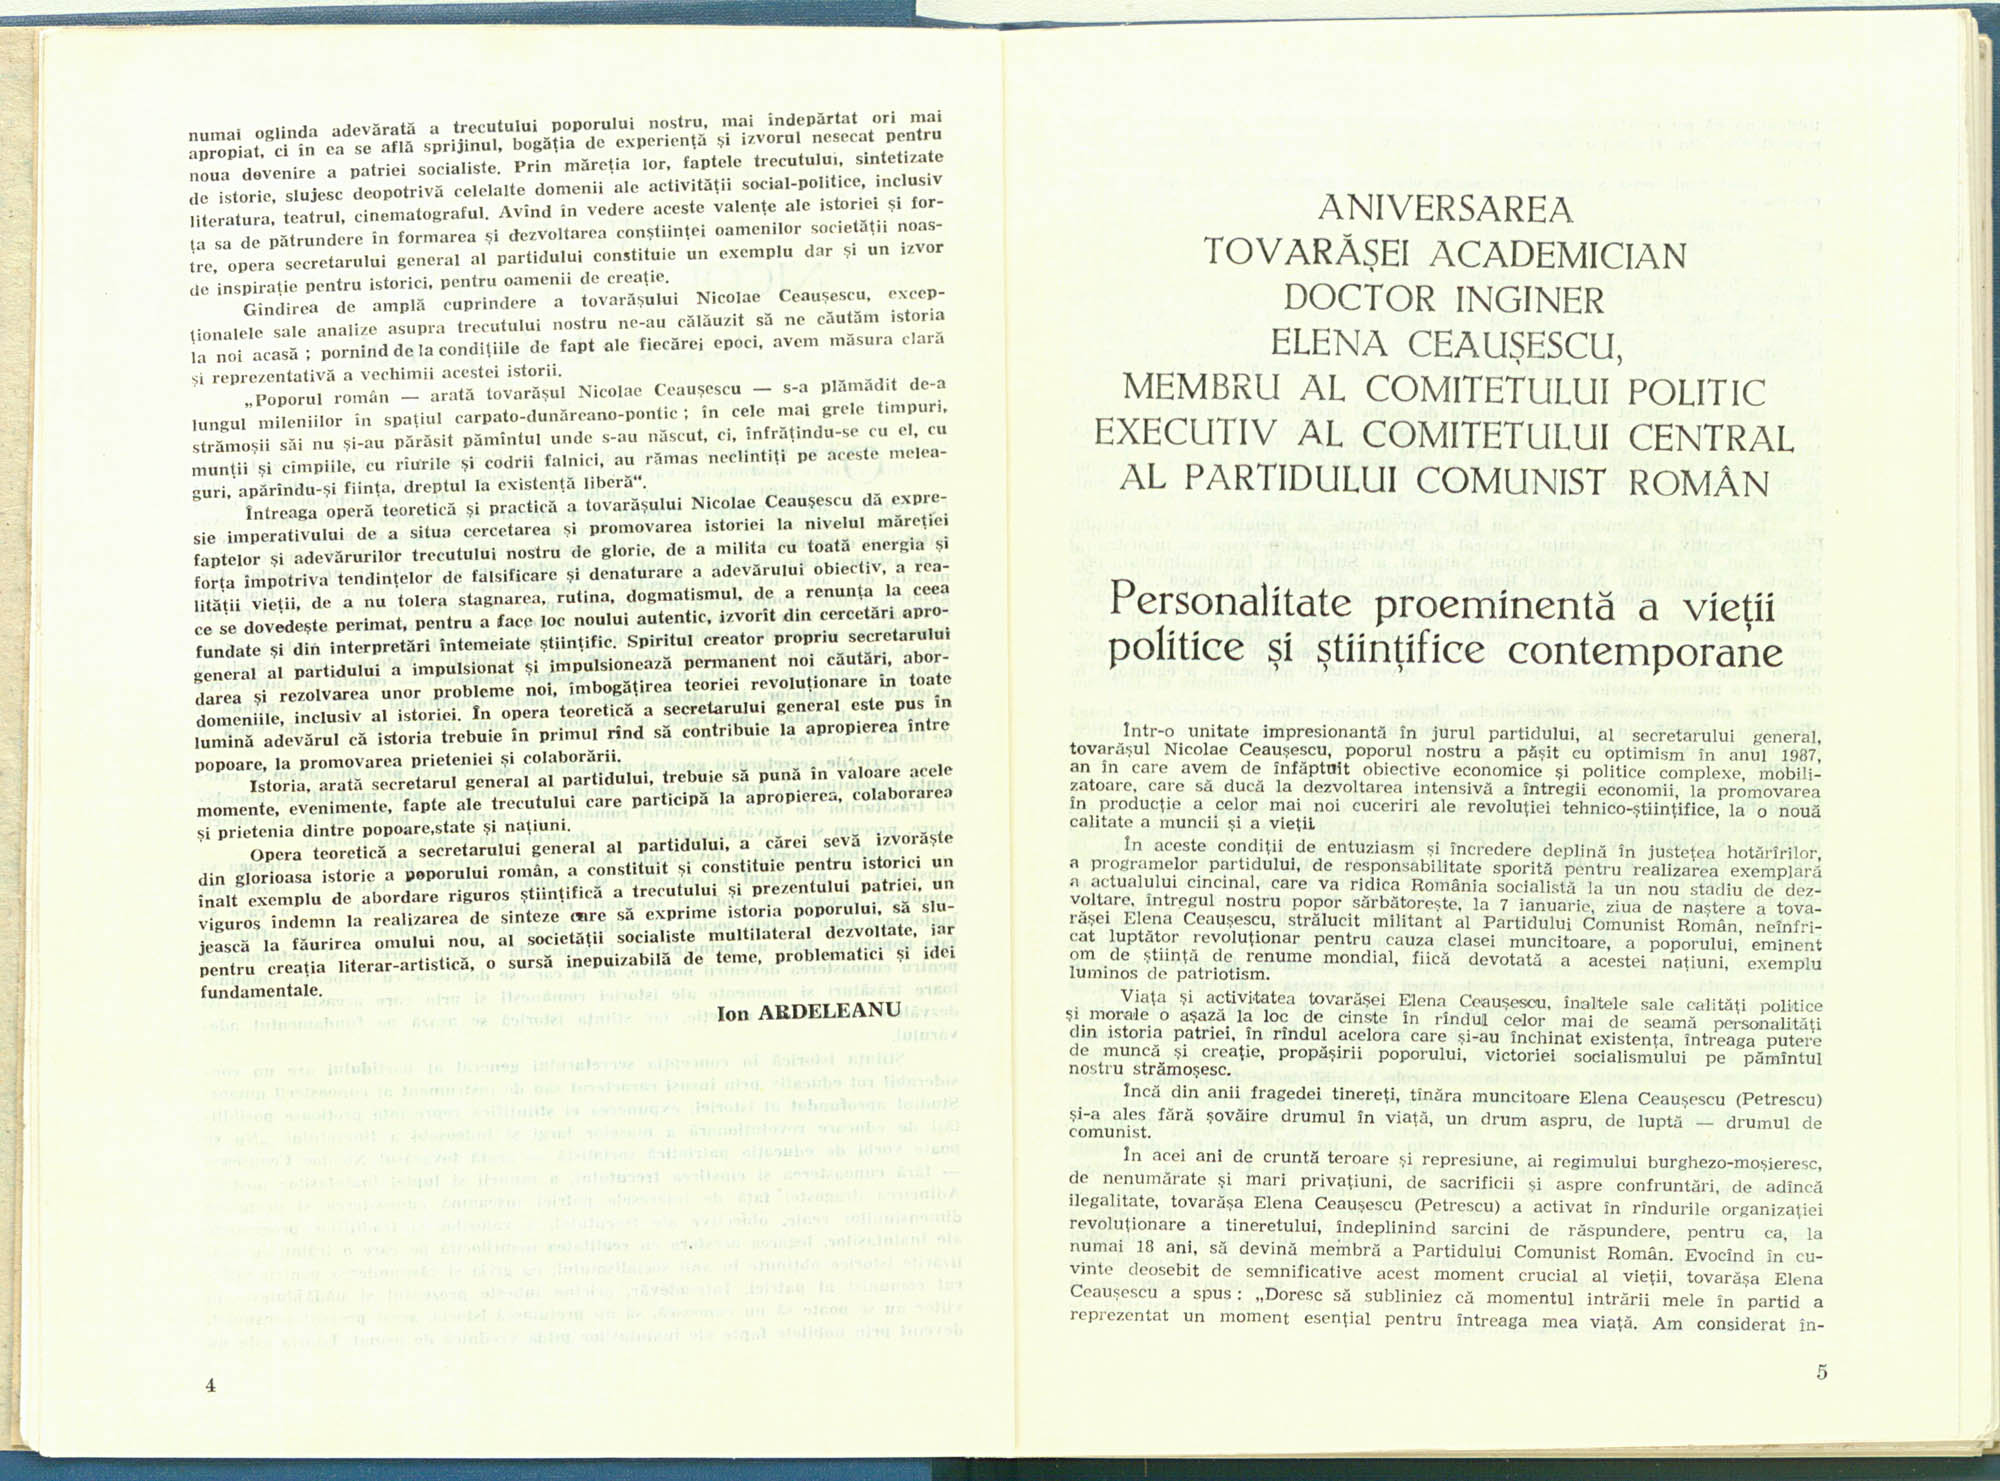 numai oglinda adevărată a trecutului poporului nostru, mai îndepărtat ori mai
apropiat, ci în ea se află sprijinul, bogăția de experiență și izvorul nesecat pentru
noua devenire a patriei socialiste. Prin măreția lor, faptele trecutului, sintetizate
de istorie, slujesc deopotrivă celelalte domenii ale activității social-politice, inclusiv
literatura, teatrul, cinematograful. Avînd în vedere aceste valențe ale istoriei și for-
ța sa de pătrundere în formarea și dezvoltarea conștiinței oamenilor societății noas-
tre, opera secretarului general al partidului constituie un exemplu dar și un izvor
de inspirație pentru istorici, pentru oamenii de creație.
Gîndirea de amplă cuprindere a tovarășului Nicolae Ceaușescu, excep-
ționalele sale analize asupra trecutului nostru ne-au călăuzit să ne căutăm istoria
la noi acasă ; pornind de la condițiile de fapt ale fiecărei epoci, avem măsura clară
și reprezentativă a vechimii acestei istorii.
„Poporul român — arată tovarășul Nicolae Ceaușescu — s-a plămădit de-a
lungul mileniilor în spațiul carpato-dunăreano-pontic ; în cele mai grele timpuri,
strămoșii săi nu și-au părăsit pămîntul unde s-au născut, ci, înfrățindu-se cu el, cu
munții și cîmpiile, cu rîurile și codrii falnici, au rămas neclintiți pe aceste melea-
guri, apărîndu-și ființa, dreptul la existență liberă“.
Întreaga operă teoretică și practică a tovarășului Nicolae Ceaușescu dă expre-
sie imperativului de a situa cercetarea și promovarea istoriei la nivelul măreției
faptelor și adevărurilor trecutului nostru de glorie, de a milita cu toată energia și
forța împotriva tendințelor de falsificare și denaturare a adevărului obiectiv, a rea-
lității vieții, de a nu tolera stagnarea, rutina, dogmatismul, de a renunța la ceea
ce se dovedește perimat, pentru a face loc noului autentic, izvorît din cercetări apro-
fundate și din interpretări întemeiate științific. Spiritul creator propriu secretarului
general al partidului a impulsionat și impulsionează permanent noi căutări, abor-
darea și rezolvarea unor probleme noi, îmbogățirea teoriei revoluționare în toate
domeniile, inclusiv al istoriei. În opera teoretică a secretarului general este pus în
lumină adevărul că istoria trebuie în primul rînd să contribuie la apropierea între
popoare, la promovarea prieteniei și colaborării.
Istoria, arată secretarul general al partidului, trebuie să pună în valoare acele
momente, evenimente, fapte ale trecutului care participă la apropierea, colaborarea
și prietenia dintre popoare,state și națiuni.
Opera teoretică a secretarului general al partidului, a cărei sevă izvorăște
din glorioasa istorie a poporului român, a constituit și constituie pentru istorici un
înalt exemplu de abordare riguros științifică a trecutului și prezentului patriei, un
viguros îndemn la realizarea de sinteze care să exprime istoria poporului, să slu-
jească la făurirea omului nou, al societății socialiste multilateral dezvoltate, iar
pentru creația literar-artistică, o sursă inepuizabilă de teme, problematici și idei
fundamentale.
Ion ARDELEANU
4
ANIVERSAREA
TOVARĂȘEI ACADEMICIAN
DOCTOR INGINER
ELENA CEAUȘESCU,
MEMBRU AL COMITETULUI POLITIC
EXECUTIV AL COMITETULUI CENTRAL
AL PARTIDULUI COMUNIST ROMÂN
Personalitate proeminentă a vieții
politice și științifice contemporane
Într-o unitate impresionantă în jurul partidului, al secretarului general,
tovarășul Nicolae Ceaușescu, poporul nostru a pășit cu optimism în anul 1987,
an în care avem de înfăptuit obiective economice și politice complexe, mobili-
zatoare, care să ducă la dezvoltarea intensivă a întregii economii, la promovarea
în producție a celor mai noi cuceriri ale revoluției tehnico-științifice, la o nouă
calitate a muncii și a vieții.
În aceste condiții de entuziasm și încredere deplină în justețea hotărîrilor,
a programelor partidului, de responsabilitate sporită pentru realizarea exemplară
a actualului cincinal, care va ridica România socialistă la un nou stadiu de dez-
voltare, întregul nostru popor sărbătorește, la 7 ianuarie, ziua de naștere a tova-
rășei Elena Ceaușescu, strălucit militant al Partidului Comunist Român, neînfri-
cat luptător revoluționar pentru cauza clasei muncitoare, a poporului, eminent
om de știință de renume mondial, fiică devotată a acestei națiuni, exemplu
luminos de patriotism.
Viața și activitatea tovarășei Elena Ceaușescu, înaltele sale calități politice
și morale o așază la loc de cinste în rîndul celor mai de seamă personalități
din istoria patriei, în rîndul acelora care și-au închinat existența, întreaga putere
de muncă și creație, propășirii poporului, victoriei socialismului pe pămîntul
nostru strămoșesc.
Încă din anii fragedei tinereți, tînăra muncitoare Elena Ceaușescu (Petrescu)
și-a ales fără șovăire drumul în viață, un drum aspru, de luptă — drumul de
comunist.
În acei ani de cruntă teroare și represiune, ai regimului burghezo-moșieresc,
de nenumărate și mari privațiuni, de sacrificii și aspre confruntări, de adîncă
ilegalitate, tovarășa Elena Ceaușescu (Petrescu) a activat în rîndurile organizației
revoluționare a tineretului, îndeplinind sarcini de răspundere, pentru ca, la
numai 18 ani, să devină membră a Partidului Comunist Român. Evocînd în cu-
vinte deosebit de semnificative acest moment crucial al vieții, tovarășa Elena
Ceaușescu a spus : „Doresc să subliniez că momentul intrării mele în partid a
reprezentat un moment esențial pentru întreaga mea viață. Am considerat în-
5